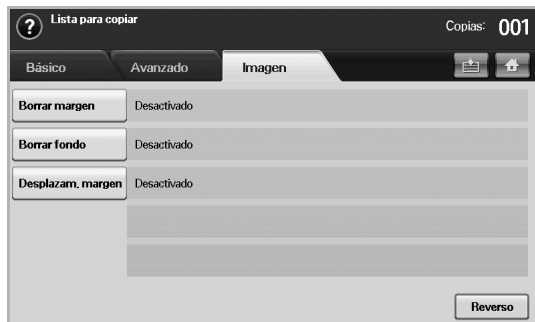 ? Lista para copiar
Copias: 001
Básico Avanzado Imagen
Borrar margen Desactivado
Borrar fondo Desactivado
Desplazam. margen Desactivado
Reverso